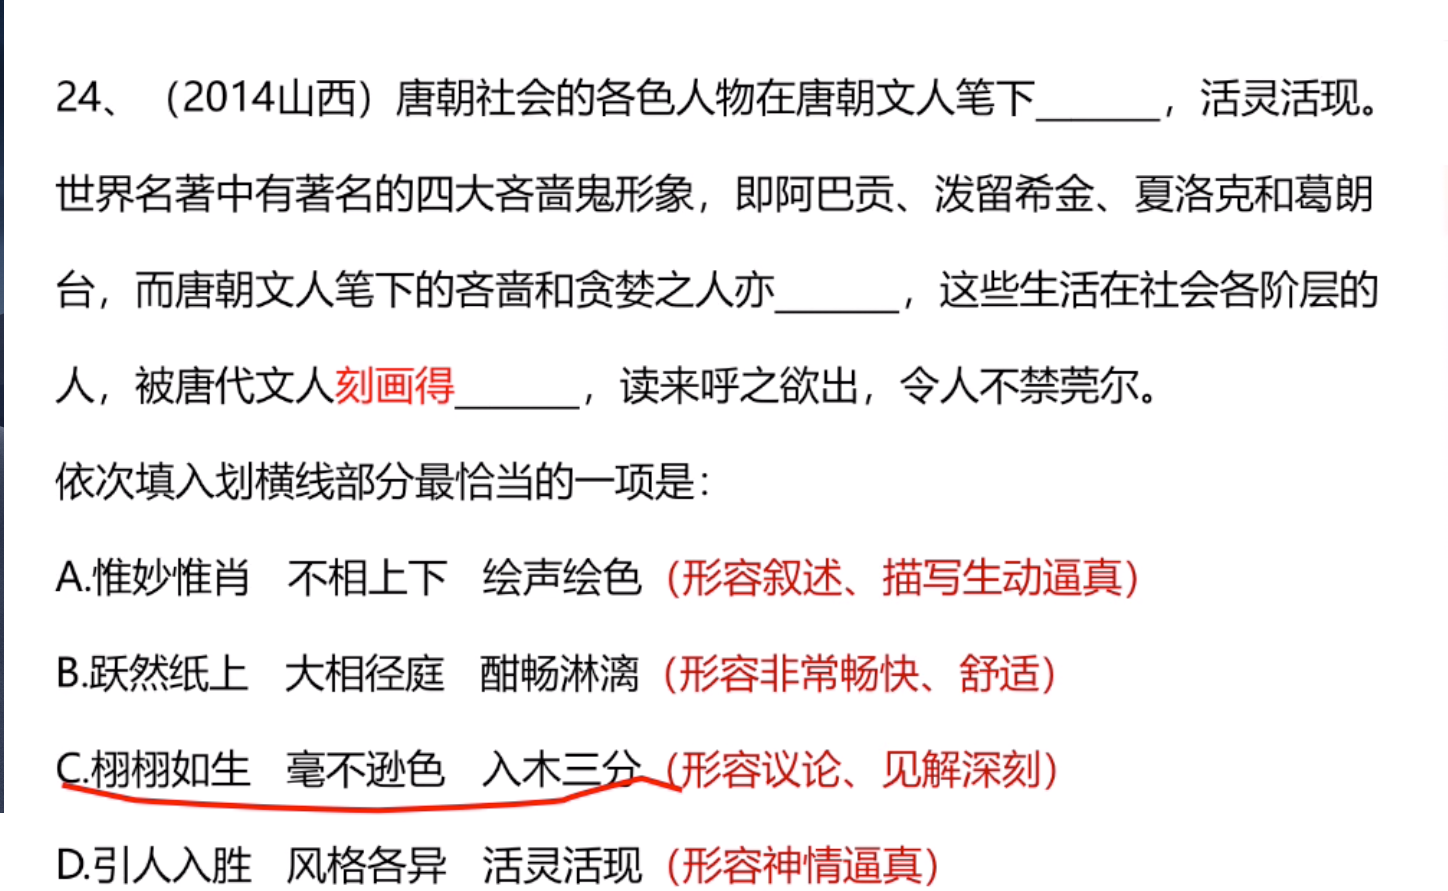 24、（2014山西）唐朝社会的各色人物在唐朝文人笔下______，活灵活现。
世界名著中有著名的四大吝啬鬼形象，即阿巴贡、泼留希金、夏洛克和葛朗
台，而唐朝文人笔下的吝啬和贪婪之人亦______，这些生活在社会各阶层的
人，被唐代文人刻画得______，读来呼之欲出，令人不禁莞尔。
依次填入划横线部分最恰当的一项是：
A.惟妙惟肖 不相上下 绘声绘色（形容叙述、描写生动逼真）
B.跃然纸上 大相径庭 酣畅淋漓（形容非常畅快、舒适）
C.栩栩如生 毫不逊色 入木三分（形容议论、见解深刻）
D.引人入胜 风格各异 活灵活现（形容神情逼真）